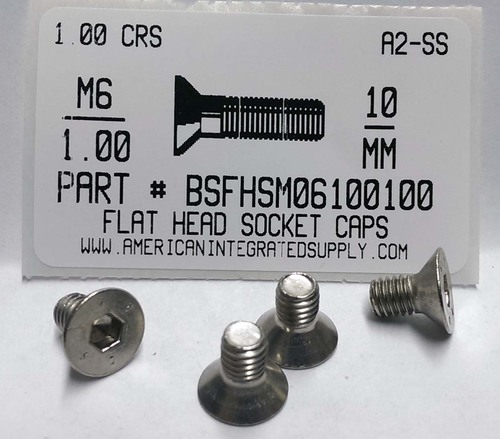 1.00 CRS A2-SS
M6 10
1.00 MM
PART # BSFHSM06100100
FLAT HEAD SOCKET CAPS
WWW.AMERICANINTEGRATEDSUPPLY.COM